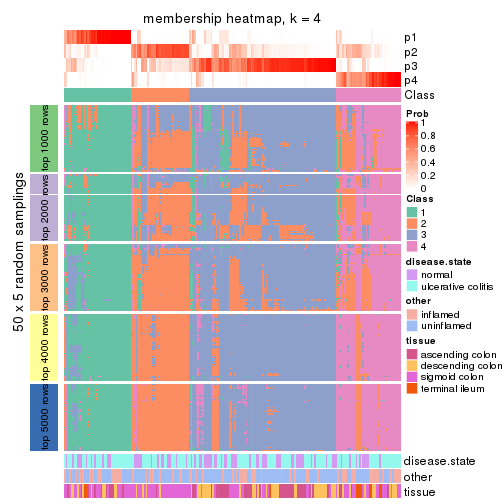 membership heatmap, k = 4
p1
p2
p3
p4
Class
50 x 5 random samplings
top 1000 rows
top 2000 rows
top 3000 rows
top 4000 rows
top 5000 rows
disease.state
other
tissue
Prob
1
0.8
0.6
0.4
0.2
0
Class
1
2
3
4
disease.state
normal
ulcerative colitis
other
inflamed
uninflamed
tissue
ascending colon
descending colon
sigmoid colon
terminal ileum